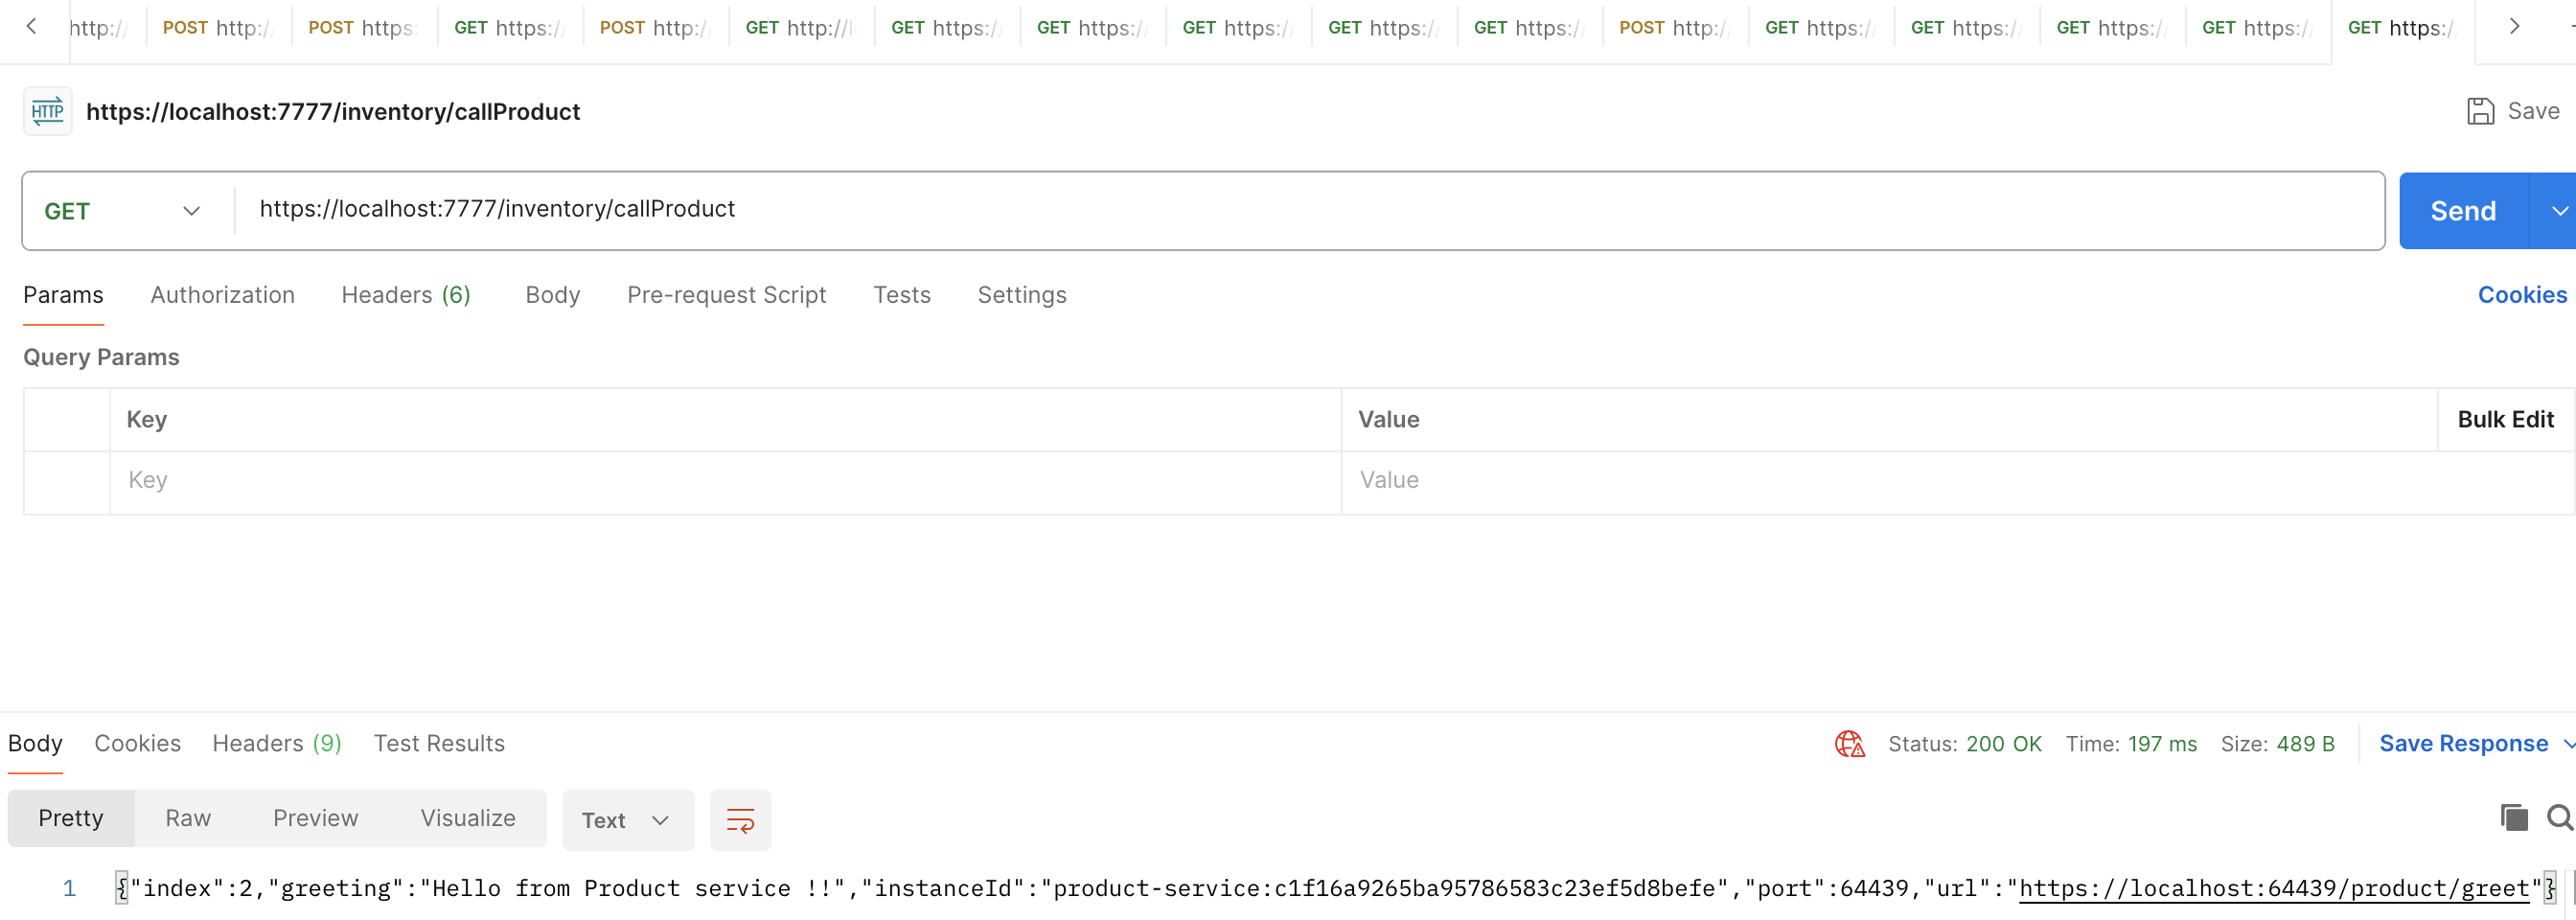 http:// POST http:/ POST https: GET https:// POST http:/ GET http://l GET https:// GET https:// GET https:// GET https:// GET https:// POST http:/ GET https:/ GET https:// GET https:// GET https:// GET https:/
HTTP https://localhost:7777/inventory/callProduct Save
GET https://localhost:7777/inventory/callProduct Send
Params Authorization Headers (6) Body Pre-request Script Tests Settings Cookies
Query Params
Key Value Bulk Edit
Key Value
Body Cookies Headers (9) Test Results Status: 200 OK Time: 197 ms Size: 489 B Save Response
Pretty Raw Preview Visualize Text
1 {"index":2,"greeting":"Hello from Product service !!","instanceId":"product-service:c1f16a9265ba95786583c23ef5d8befe","port":64439,"url":"https://localhost:64439/product/greet"}